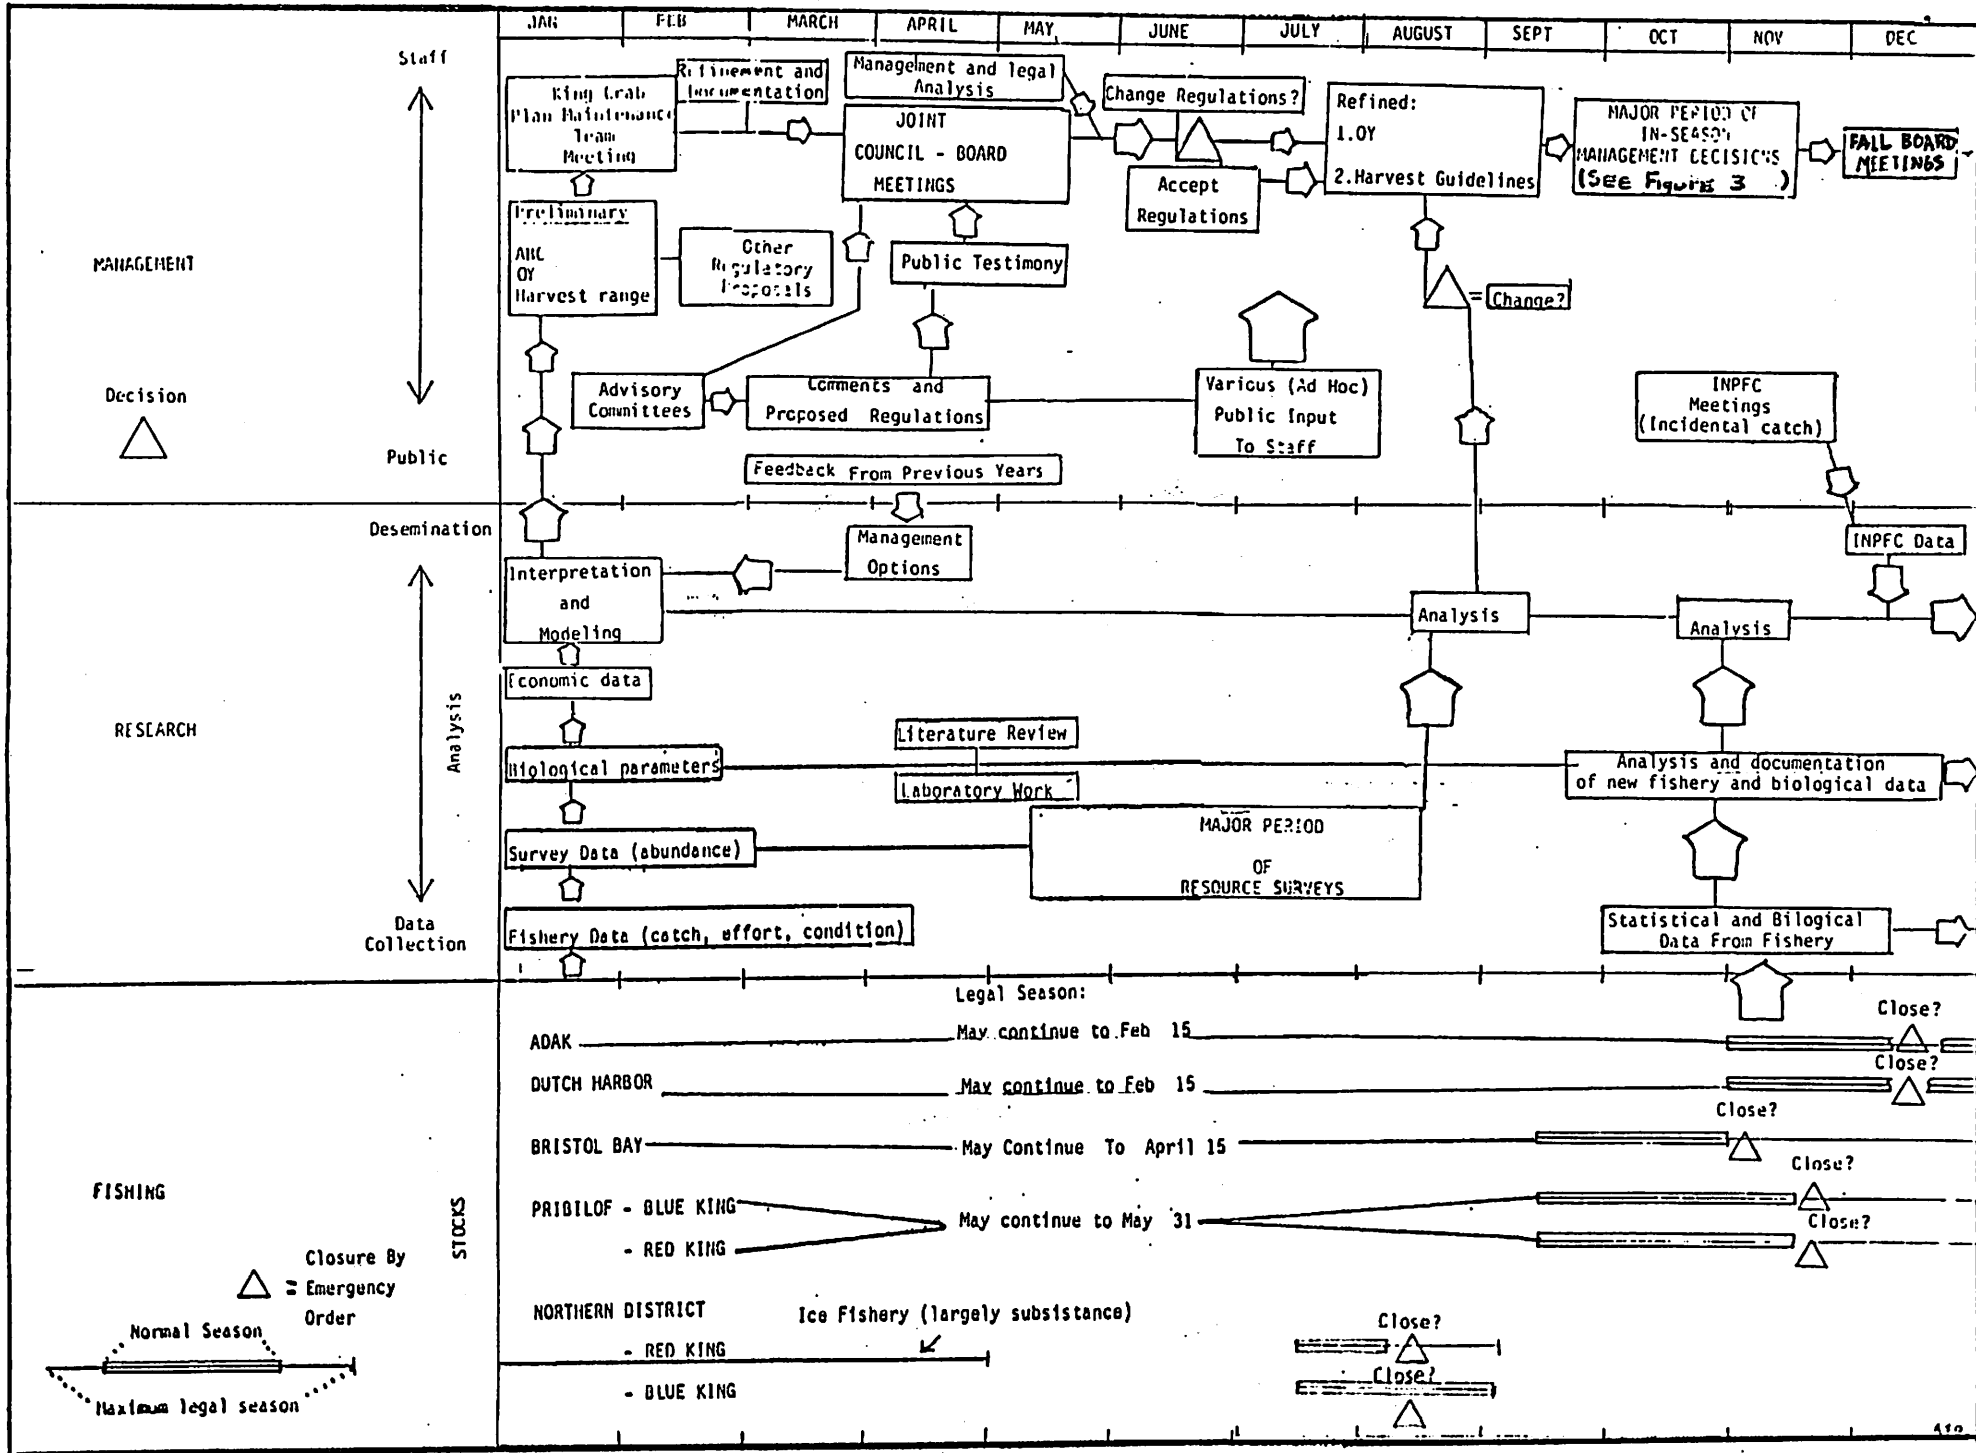 JAN FEB MARCH APRIL MAY JUNE JULY AUGUST SEPT OCT NOV DEC
Staff
MANAGEMENT
Decision
Public
King Crab
Plan Maintenance
Team
Meeting
Refinement and
Documentation
Management and legal
Analysis
JOINT
COUNCIL - BOARD
MEETINGS
Change Regulations?
Accept
Regulations
Refined:
1.OY
2.Harvest Guidelines
MAJOR PERIOD OF
IN-SEASON
MANAGEMENT DECISIONS
(SEE Figure 3 )
FALL BOARD
MEETINGS
Preliminary
ABC
OY
Harvest range
Other
Regulatory
Proposals
Public Testimony
= Change?
Advisory
Committees
Comments and
Proposed Regulations
Various (Ad Hoc)
Public Input
To Staff
INPFC
Meetings
(Incidental catch)
Feedback From Previous Years
Desemination
RESEARCH
Analysis
Data
Collection
Management
Options
INPFC Data
Interpretation
and
Modeling
Analysis
Analysis
Economic data
Literature Review
Biological parameters
Laboratory Work
Analysis and documentation
of new fishery and biological data
Survey Data (abundance)
MAJOR PERIOD
OF
RESOURCE SURVEYS
Fishery Data (catch, effort, condition)
Statistical and Bilogical
Data From Fishery
FISHING
STOCKS
Legal Season:
Close?
ADAK May continue to Feb 15
Close?
DUTCH HARBOR May continue to Feb 15
Close?
BRISTOL BAY May Continue To April 15
Close?
PRIBILOF - BLUE KING
May continue to May 31
Close?
- RED KING
Closure By
= Emergency
Order
Normal Season
Maximum legal season
NORTHERN DISTRICT
Ice Fishery (largely subsistance)
Close?
- RED KING
Close?
- BLUE KING